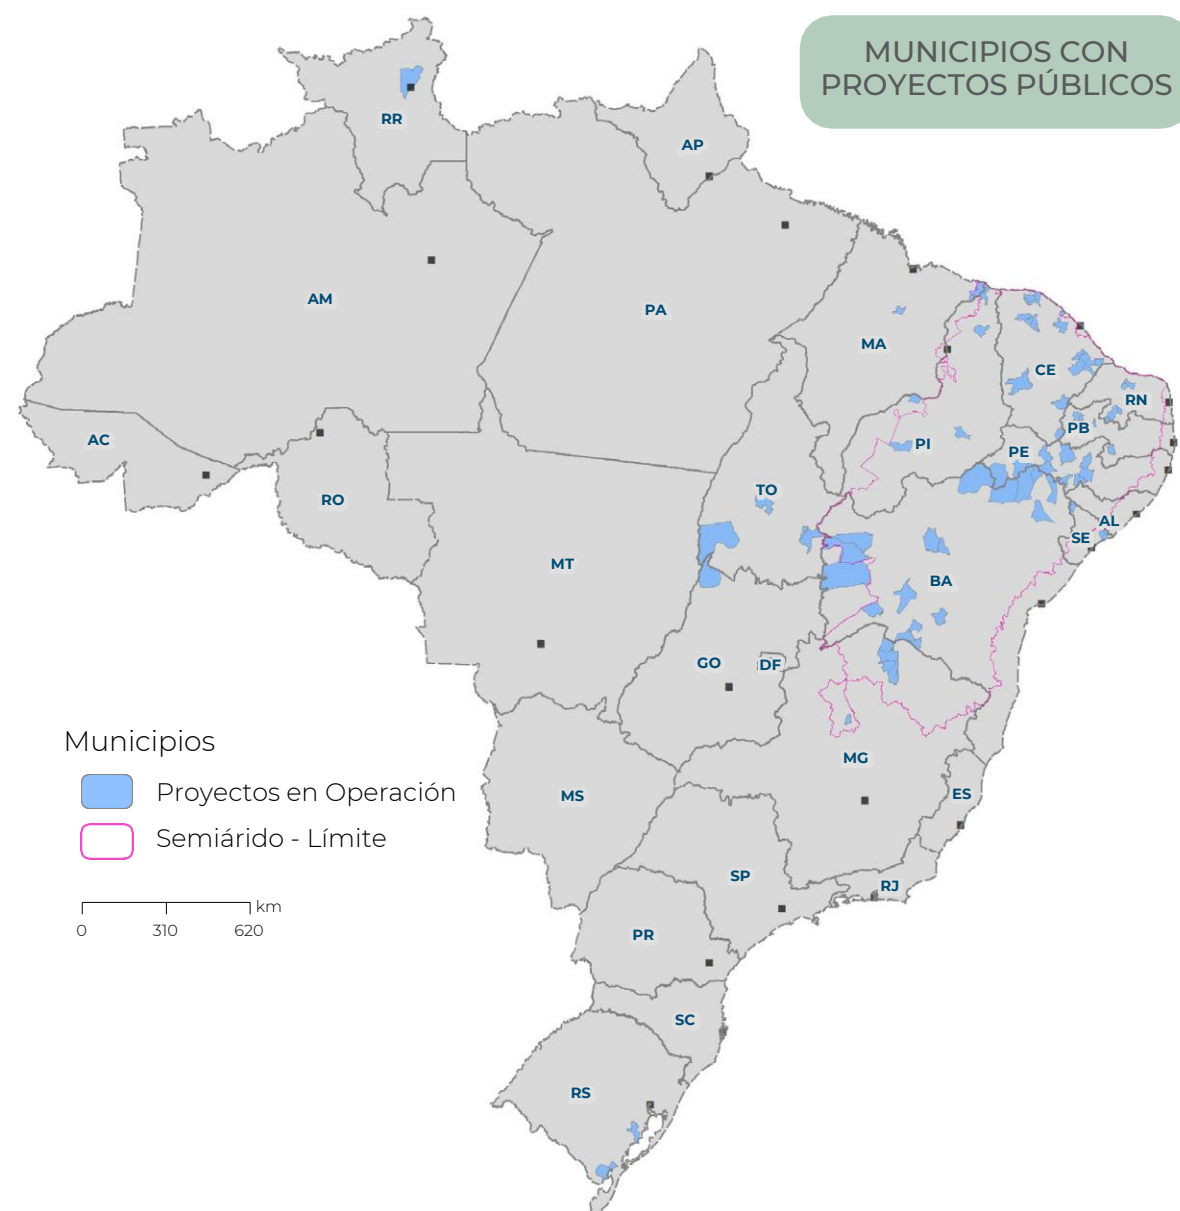 MUNICIPIOS CON
PROYECTOS PÚBLICOS
RR
AP
AM
PA
MA
CE
RN
PB
PI
PE
AC
RO
TO
AL
SE
BA
MT
GO
DF
MG
ES
MS
SP
RJ
PR
SC
RS
Municipios
Proyectos en Operación
Semiárido - Límite
km
0 310 620